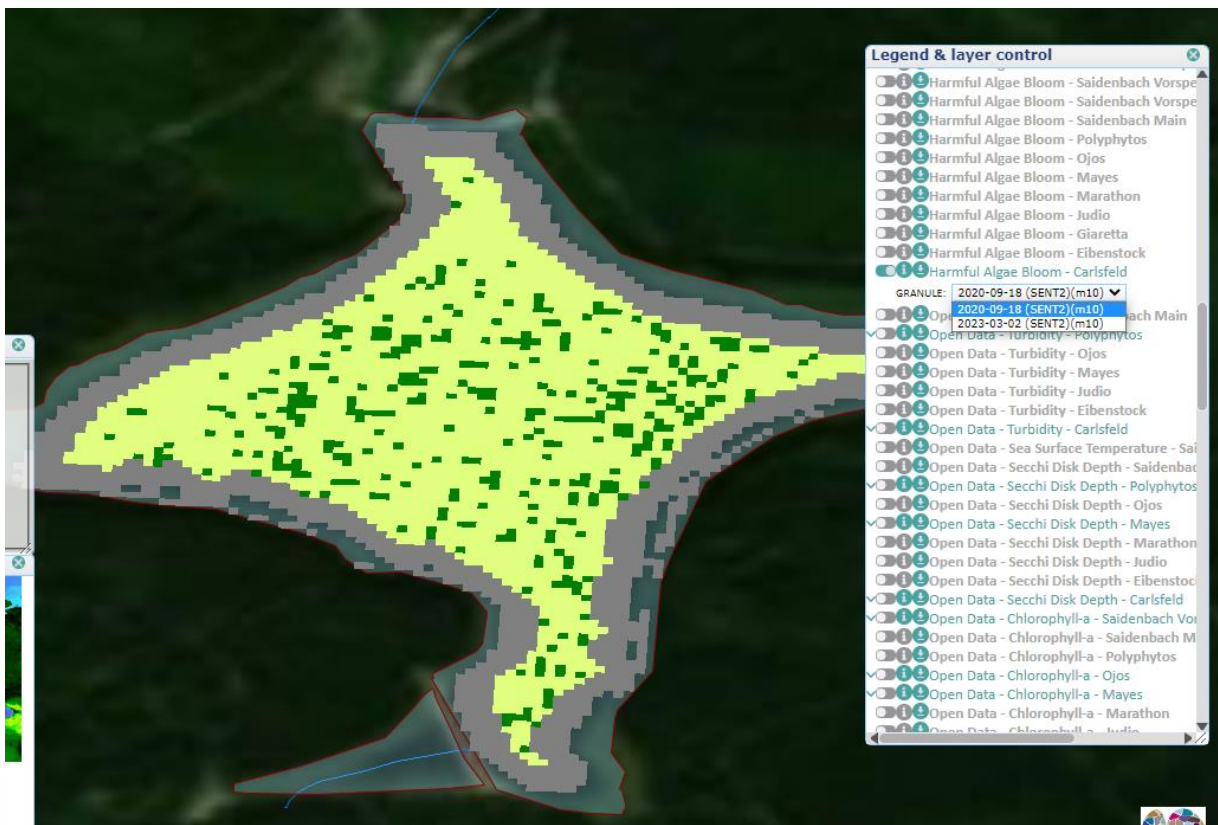 Legend & layer control
Harmful Algae Bloom - Saidenbach Vorspe
Harmful Algae Bloom - Saidenbach Vorspe
Harmful Algae Bloom - Saidenbach Main
Harmful Algae Bloom - Polyphytos
Harmful Algae Bloom - Ojos
Harmful Algae Bloom - Mayes
Harmful Algae Bloom - Marathon
Harmful Algae Bloom - Judio
Harmful Algae Bloom - Giaretta
Harmful Algae Bloom - Eibenstock
Harmful Algae Bloom - Carlsfeld
GRANULE: 2020-09-18 (SENT2)(m10)
2020-09-18 (SENT2)(m10)
2023-03-02 (SENT2)(m10)
Main
Open Data - Turbidity - Polyphytos
Open Data - Turbidity - Ojos
Open Data - Turbidity - Mayes
Open Data - Turbidity - Judio
Open Data - Turbidity - Eibenstock
Open Data - Turbidity - Carlsfeld
Open Data - Sea Surface Temperature - Sai
Open Data - Secchi Disk Depth - Saidenbac
Open Data - Secchi Disk Depth - Polyphytos
Open Data - Secchi Disk Depth - Ojos
Open Data - Secchi Disk Depth - Mayes
Open Data - Secchi Disk Depth - Marathon
Open Data - Secchi Disk Depth - Judio
Open Data - Secchi Disk Depth - Eibenstoc
Open Data - Secchi Disk Depth - Carlsfeld
Open Data - Chlorophyll-a - Saidenbach Vor
Open Data - Chlorophyll-a - Saidenbach M
Open Data - Chlorophyll-a - Polyphytos
Open Data - Chlorophyll-a - Ojos
Open Data - Chlorophyll-a - Mayes
Open Data - Chlorophyll-a - Marathon
Open Data - Chlorophyll-a - Judio